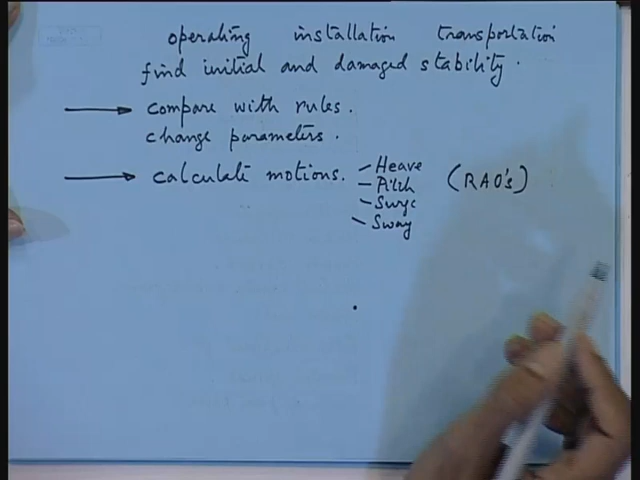 operating installation transportation
find initial and damaged stability.
→ compare with rules.
change parameters.
→ calculate motions. – Heave (RAO's)
– Pitch
– Surge
– Sway